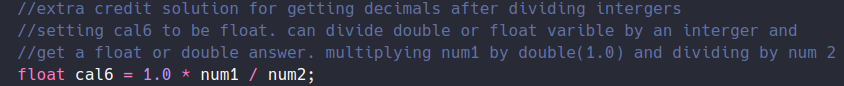 //extra credit solution for getting decimals after dividing intergers
//setting cal6 to be float. can divide double or float varible by an interger and
//get a float or double answer. multiplying num1 by double(1.0) and dividing by num 2
float cal6 = 1.0 * num1 / num2;